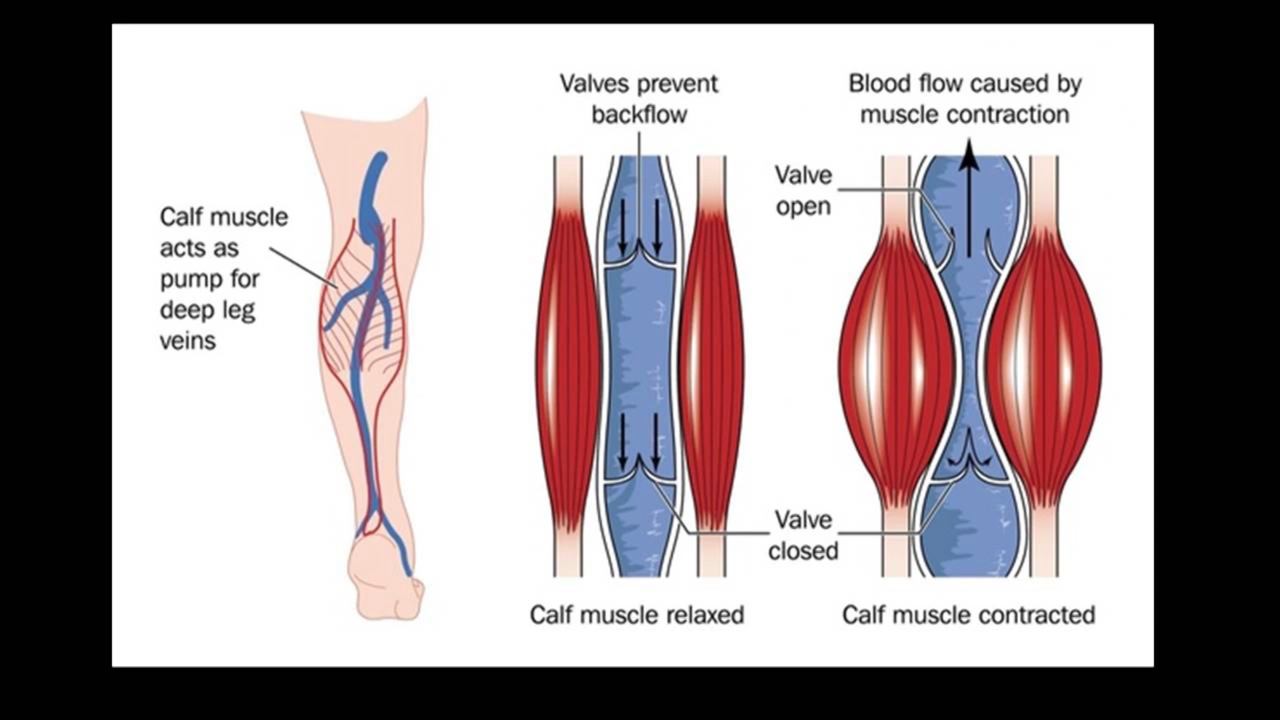 Calf muscle
acts as
pump for
deep leg
veins
Valves prevent
backflow
Blood flow caused by
muscle contraction
Valve
open
Valve
closed
Calf muscle relaxed
Calf muscle contracted